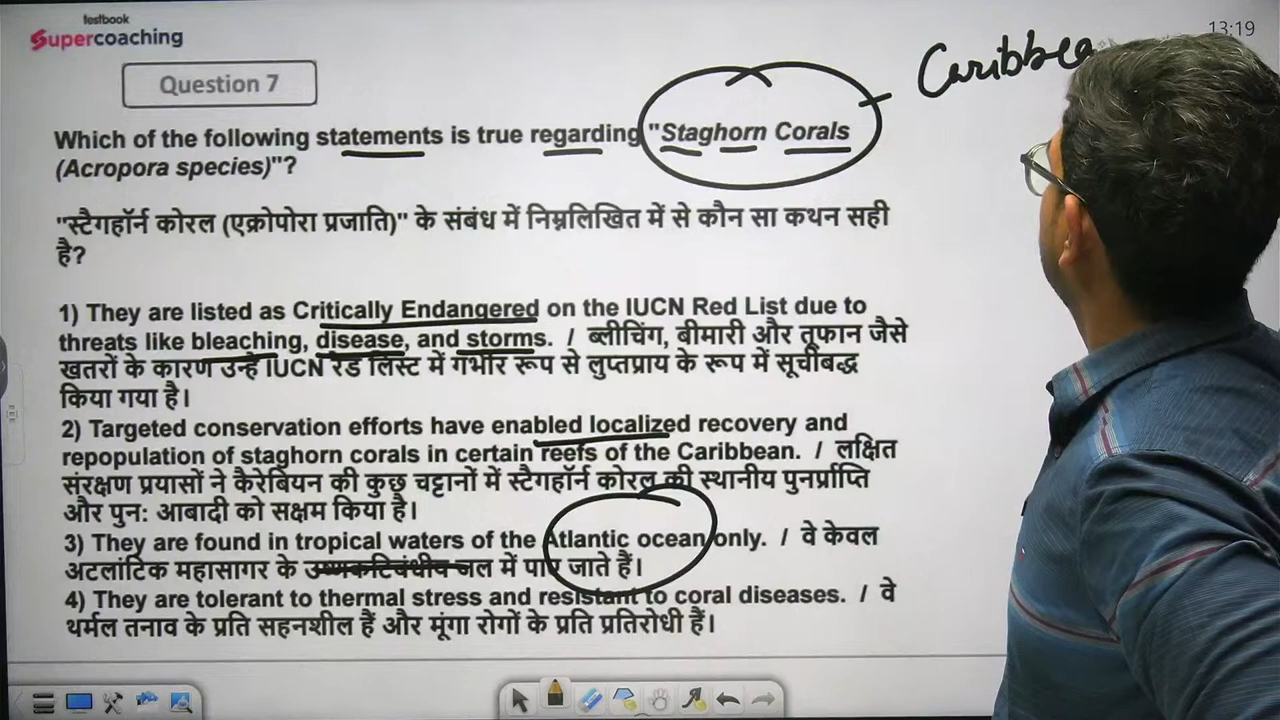 testbook
Supercoaching
13:19
Caribbea
Question 7
Which of the following statements is true regarding "Staghorn Corals
(Acropora species)"?
"स्टैगहॉर्न कोरल (एक्रोपोरा प्रजाति)" के संबंध में निम्नलिखित में से कौन सा कथन सही
है?
1) They are listed as Critically Endangered on the IUCN Red List due to
threats like bleaching, disease, and storms. / ब्लीचिंग, बीमारी और तूफान जैसे
खतरों के कारण उन्हें IUCN रेड लिस्ट में गंभीर रूप से लुप्तप्राय के रूप में सूचीबद्ध
किया गया है।
2) Targeted conservation efforts have enabled localized recovery and
repopulation of staghorn corals in certain reefs of the Caribbean. / लक्षित
संरक्षण प्रयासों ने कैरेबियन की कुछ चट्टानों में स्टैगहॉर्न कोरल की स्थानीय पुनर्प्राप्ति
और पुन: आबादी को सक्षम किया है।
3) They are found in tropical waters of the Atlantic ocean only. / वे केवल
अटलांटिक महासागर के उष्णकटिबंधीय जल में पाए जाते हैं।
4) They are tolerant to thermal stress and resistant to coral diseases. / वे
थर्मल तनाव के प्रति सहनशील हैं और मूंगा रोगों के प्रति प्रतिरोधी हैं।